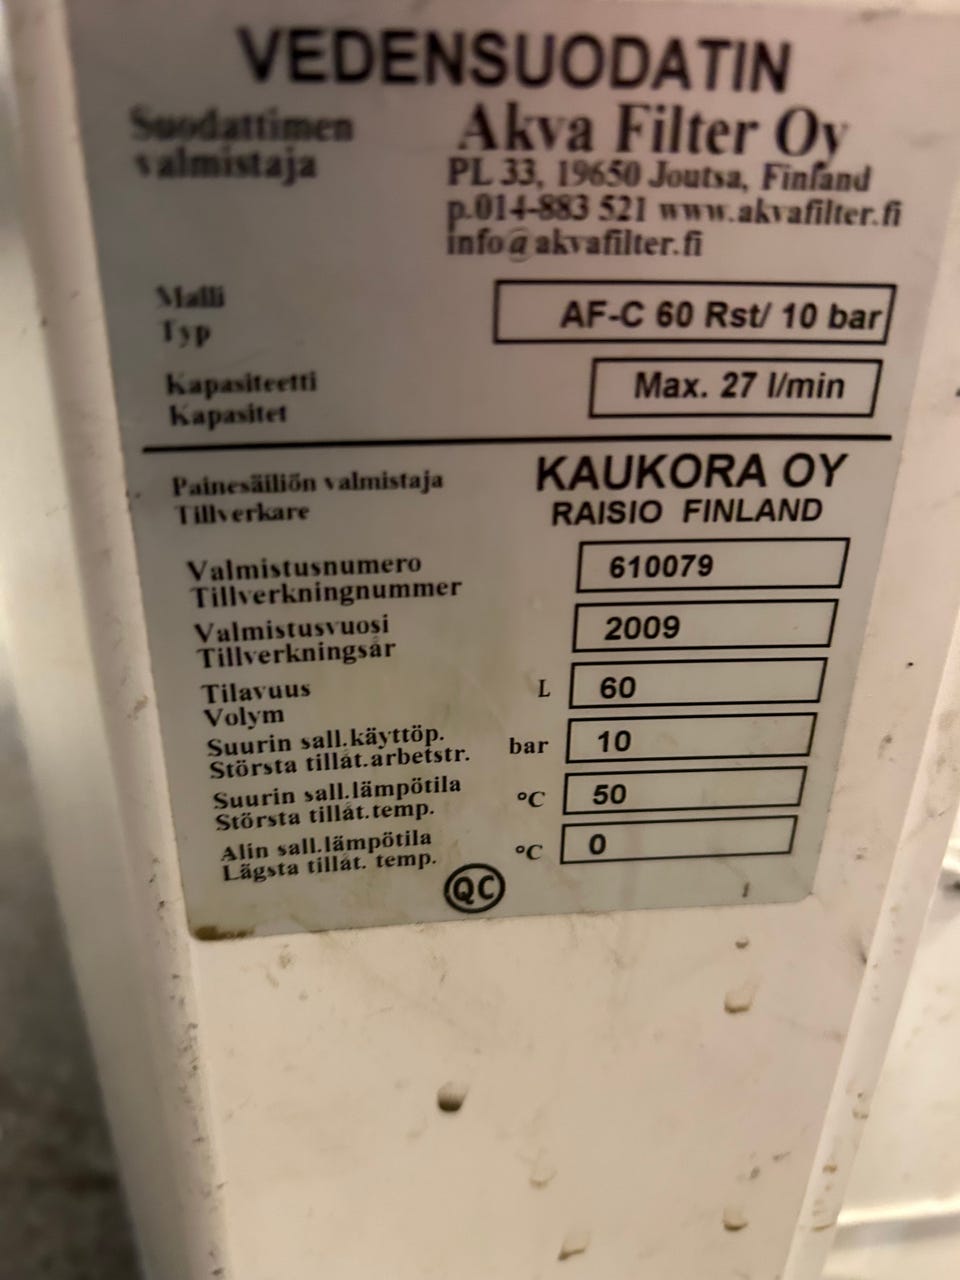 VEDENSUODATIN
Suodattimen valmistaja
Akva Filter Oy
PL 33, 19650 Joutsa, Finland
p.014-883 521 www.akvafilter.fi
info@akvafilter.fi
Malli
Typ
AF-C 60 Rst/ 10 bar
Kapasiteetti
Kapasitet
Max. 27 l/min
Painesäiliön valmistaja
Tillverkare
KAUKORA OY
RAISIO FINLAND
Valmistusnumero
Tillverkningnummer
610079
Valmistusvuosi
Tillverkningsår
2009
Tilavuus
Volym
L 60
Suurin sall.käyttöp.
Största tillåt.arbetstr.
bar 10
Suurin sall.lämpötila
Största tillåt.temp.
°C 50
Alin sall.lämpötila
Lägsta tillåt. temp.
°C 0
QC